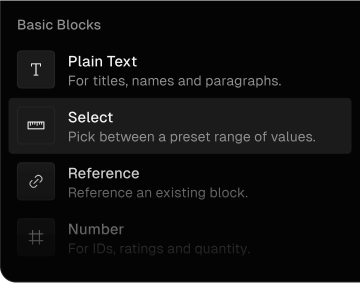 Basic Blocks
Plain Text
For titles, names and paragraphs.
Select
Pick between a preset range of values.
Reference
Reference an existing block.
Number
For IDs, ratings and quantity.